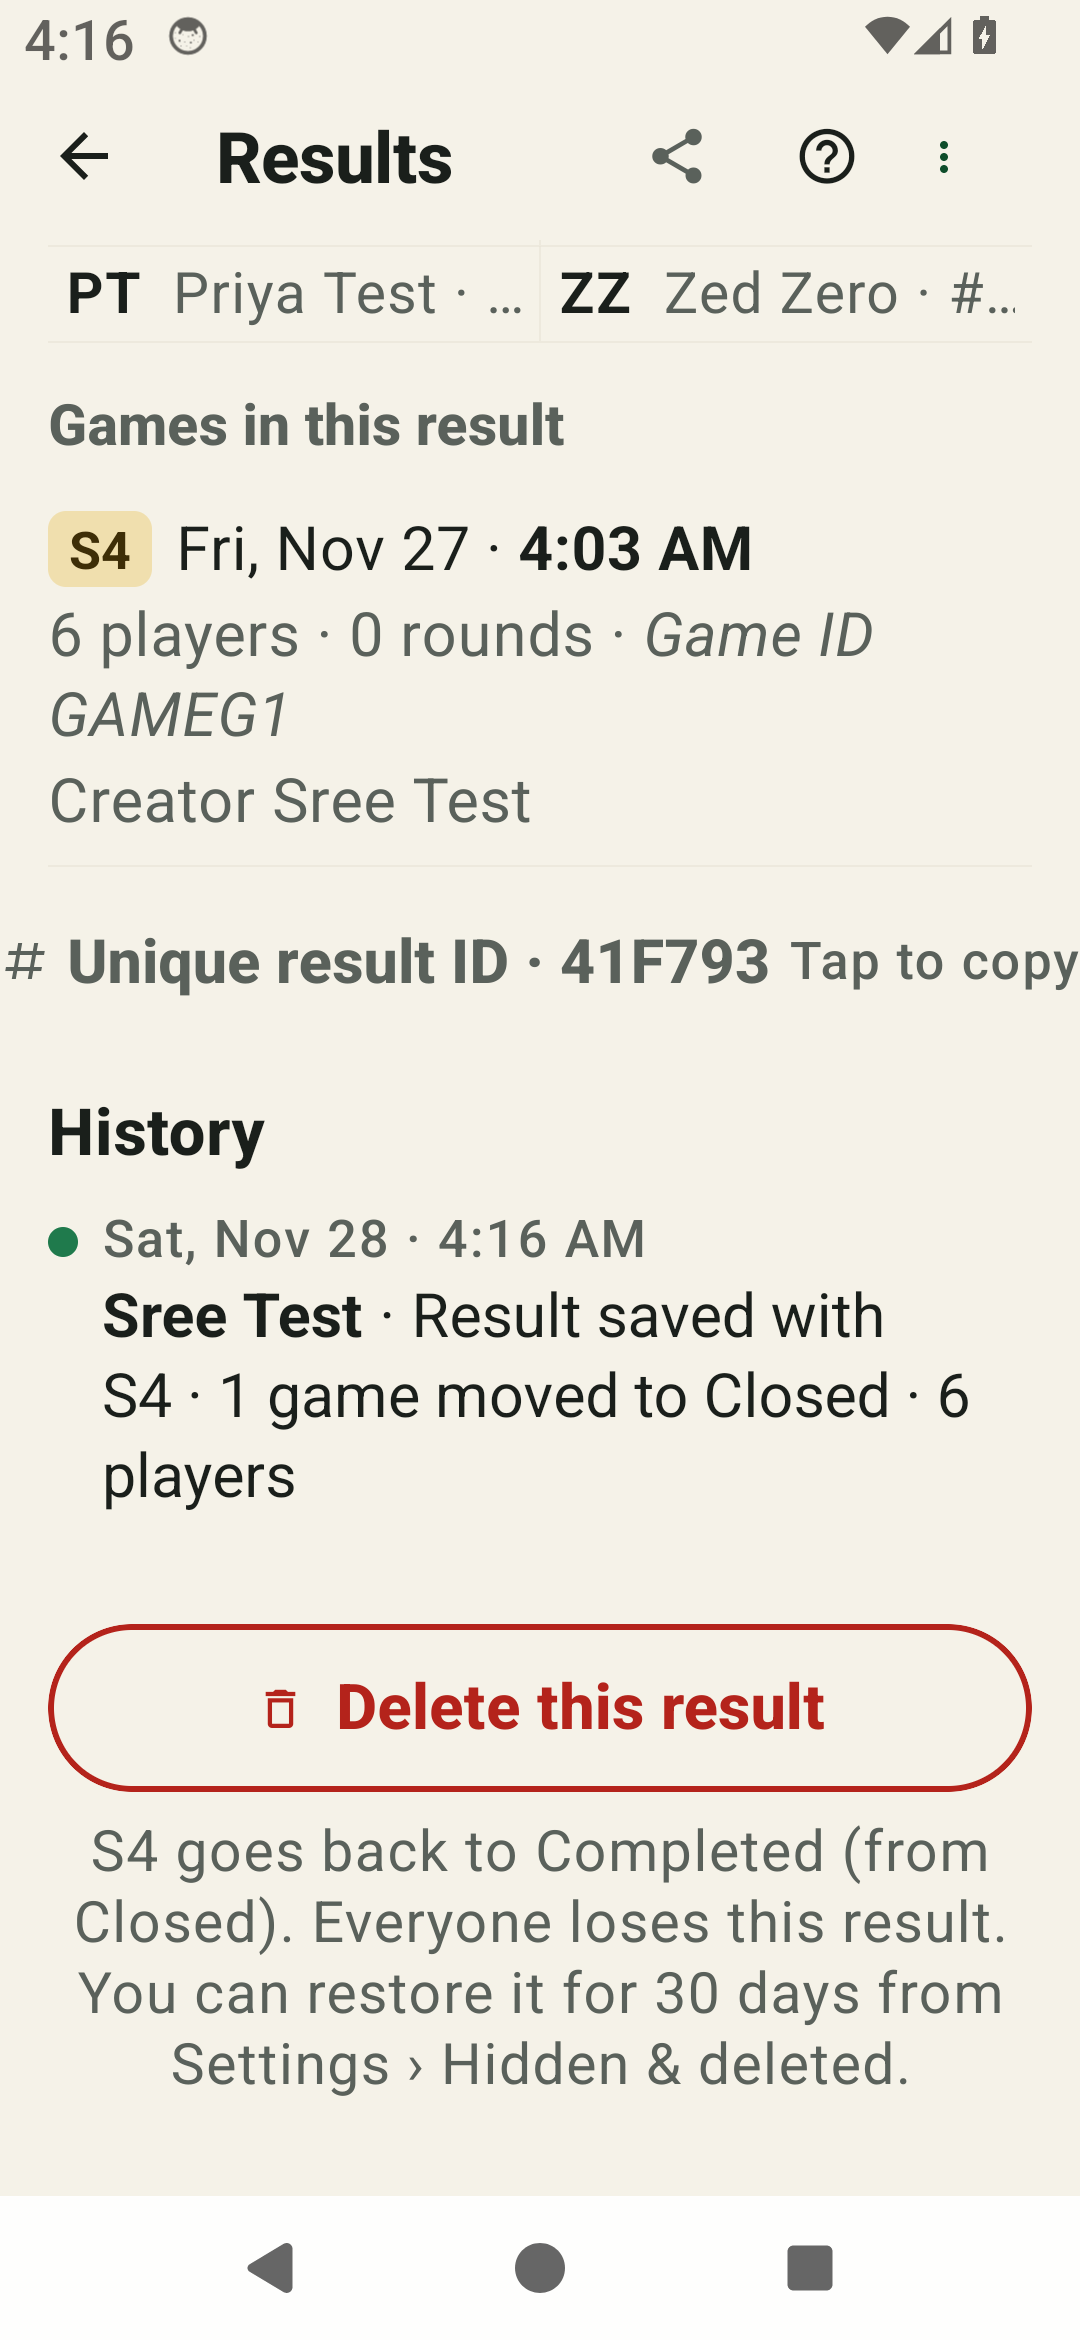 4:16
Results
PT Priya Test · …
ZZ Zed Zero · #…
Games in this result
S4 Fri, Nov 27 · 4:03 AM
6 players · 0 rounds · Game ID
GAMEG1
Creator Sree Test
# Unique result ID · 41F793 Tap to copy
History
Sat, Nov 28 · 4:16 AM
Sree Test · Result saved with
S4 · 1 game moved to Closed · 6
players
Delete this result
S4 goes back to Completed (from
Closed). Everyone loses this result.
You can restore it for 30 days from
Settings › Hidden & deleted.